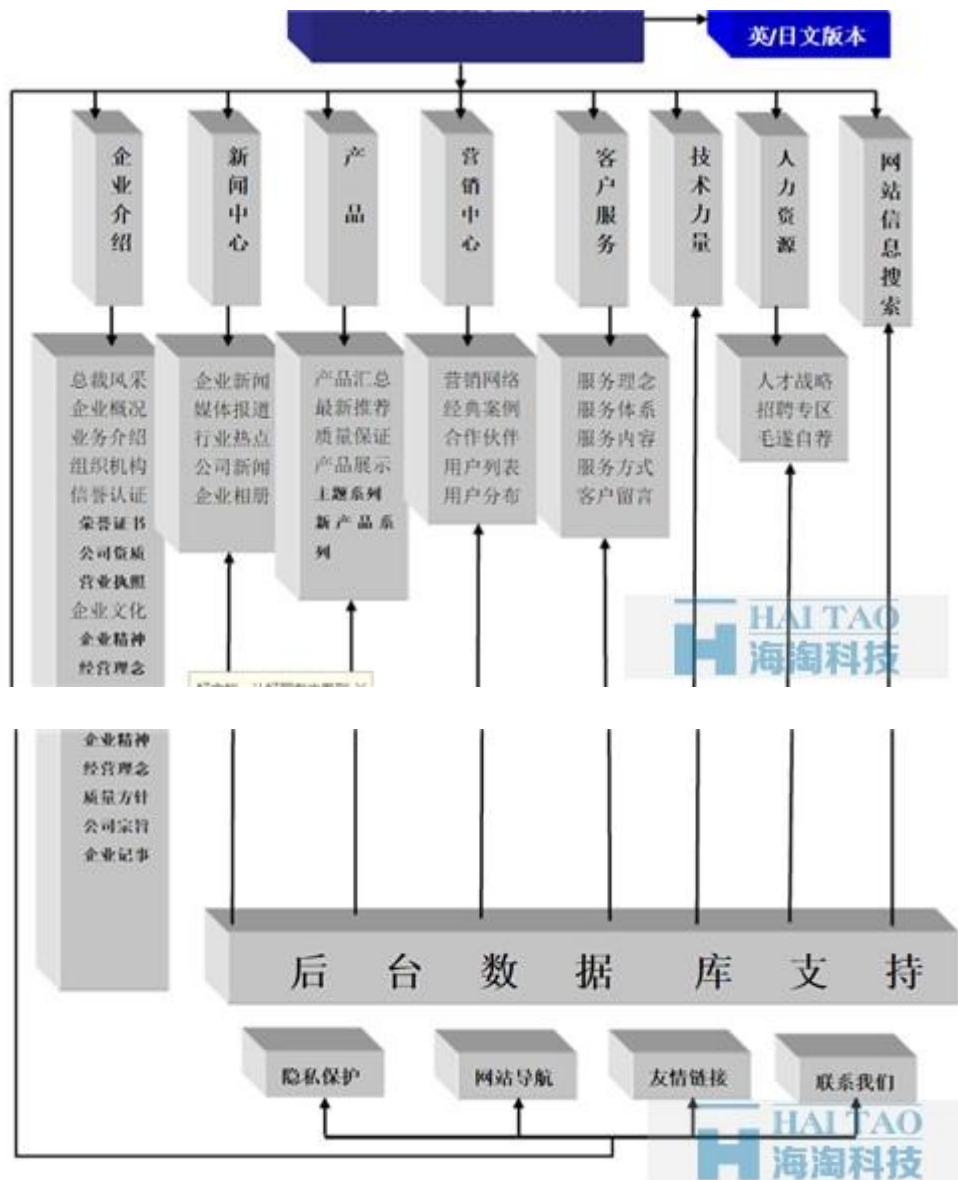 英/日文版本
企业介绍
新闻中心
产品
营销中心
客户服务
技术力量
人力资源
网站信息搜索
总裁风采
企业概况
业务介绍
组织机构
信誉认证
荣誉证书
公司资质
营业执照
企业文化
企业精神
经营理念
企业新闻
媒体报道
行业热点
公司新闻
企业相册
产品汇总
最新推荐
质量保证
产品展示
主题系列
新产品系
列
营销网络
经典案例
合作伙伴
用户列表
用户分布
服务理念
服务体系
服务内容
服务方式
客户留言
人才战略
招聘专区
毛遂自荐
HAI TAO
海淘科技
企业精神
经营理念
质量方针
公司宗旨
企业记事
后台数据库支持
隐私保护
网站导航
友情链接
联系我们
HAI TAO
海淘科技